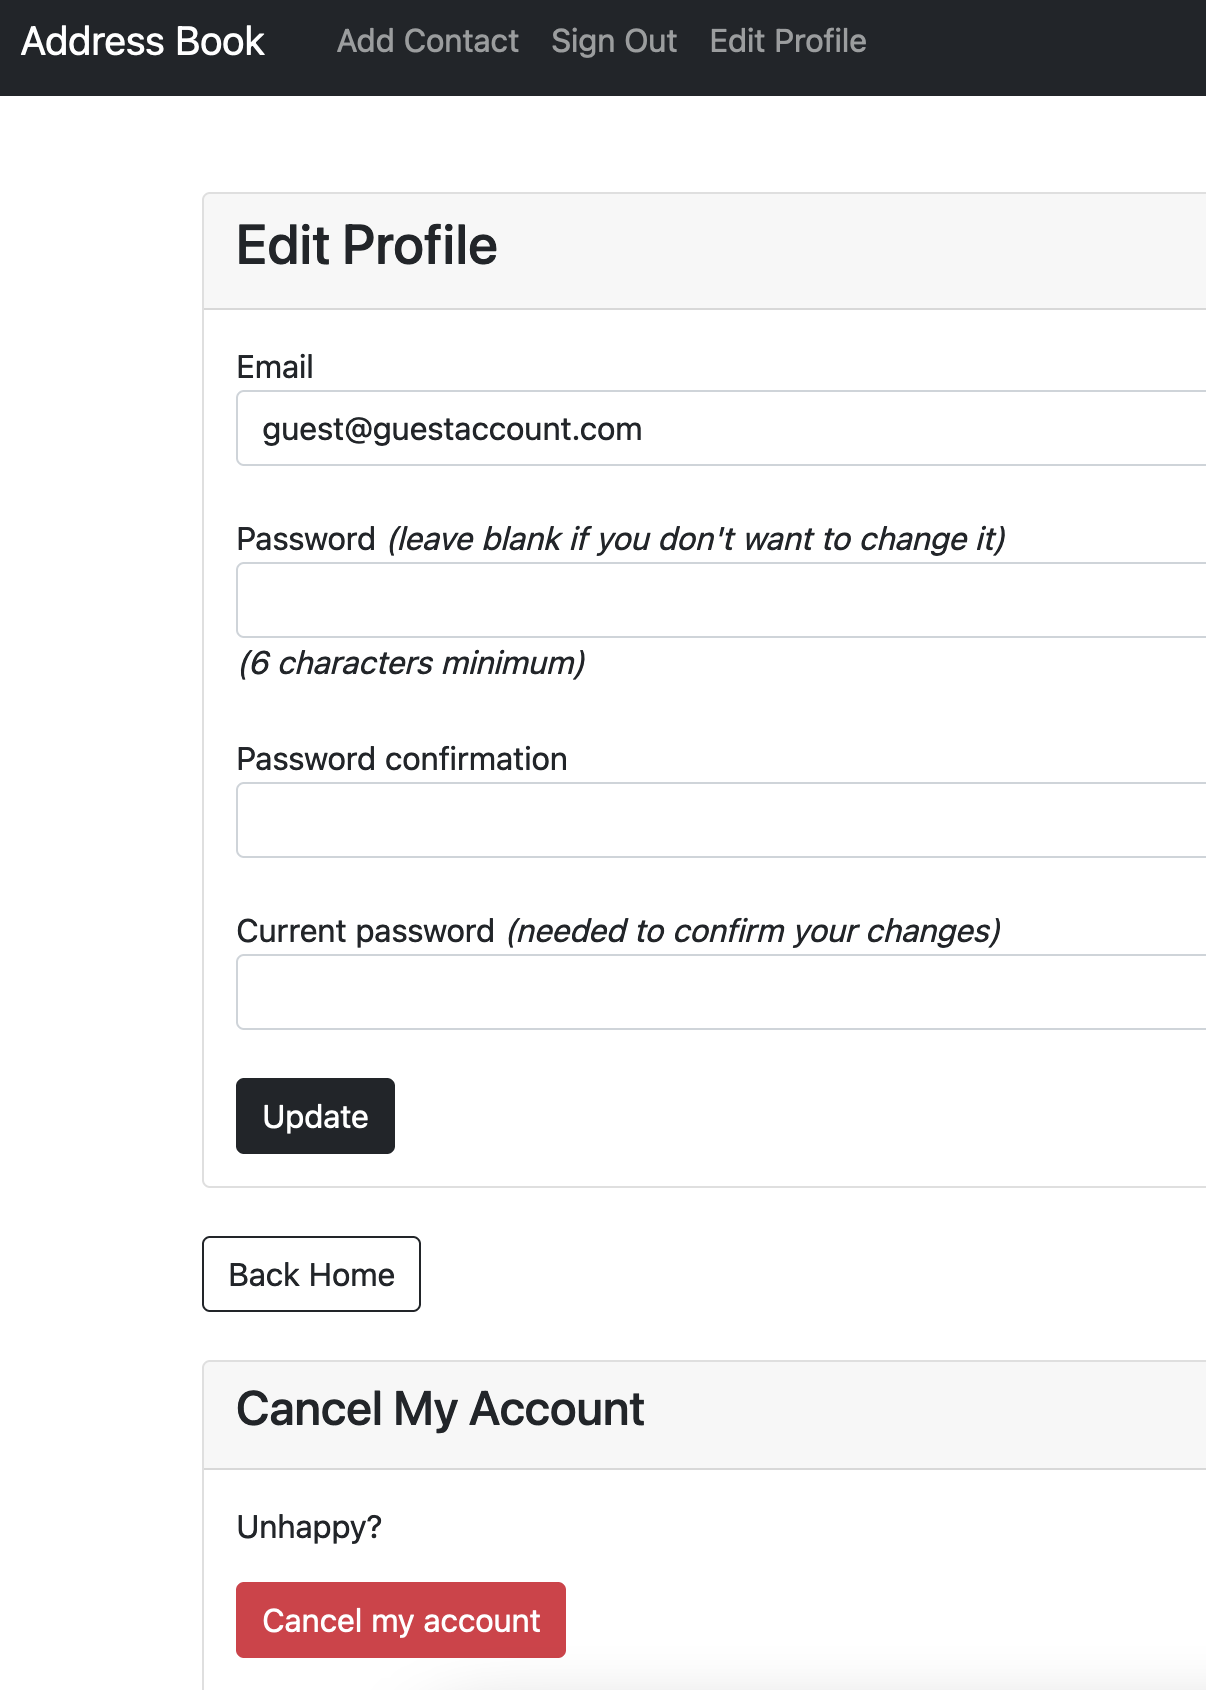 Address Book Add Contact Sign Out Edit Profile
Edit Profile
Email
guest@guestaccount.com
Password (leave blank if you don't want to change it)
(6 characters minimum)
Password confirmation
Current password (needed to confirm your changes)
Update
Back Home
Cancel My Account
Unhappy?
Cancel my account